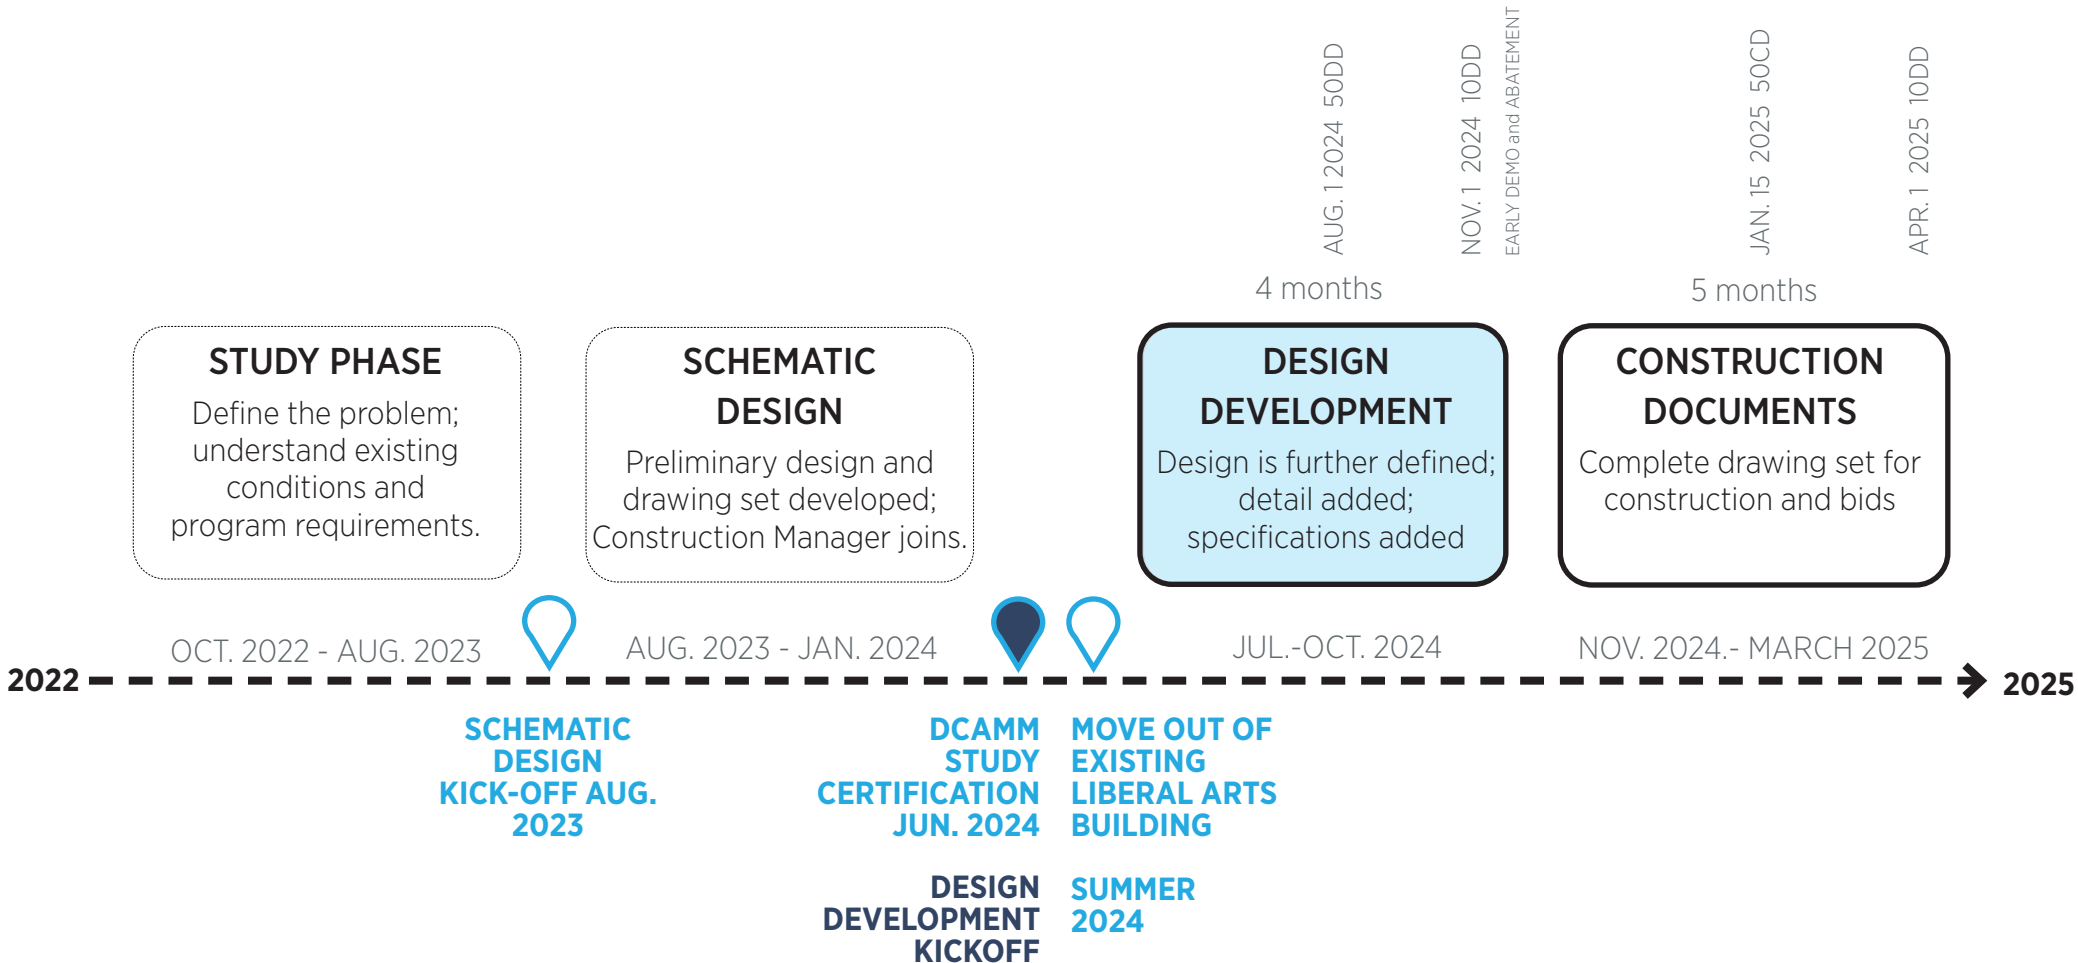 AUG. 1 2024 50DD
NOV. 1 2024 10DD
EARLY DEMO and ABATEMENT
JAN. 15 2025 50CD
APR. 1 2025 10DD
4 months
5 months
STUDY PHASE
Define the problem;
understand existing
conditions and
program requirements.
SCHEMATIC
DESIGN
Preliminary design and
drawing set developed;
Construction Manager joins.
DESIGN
DEVELOPMENT
Design is further defined;
detail added;
specifications added
CONSTRUCTION
DOCUMENTS
Complete drawing set for
construction and bids
OCT. 2022 - AUG. 2023
AUG. 2023 - JAN. 2024
JUL.-OCT. 2024
NOV. 2024.- MARCH 2025
2022
2025
SCHEMATIC
DESIGN
KICK-OFF AUG.
2023
DCAMM
STUDY
CERTIFICATION
JUN. 2024
DESIGN
DEVELOPMENT
KICKOFF
MOVE OUT OF
EXISTING
LIBERAL ARTS
BUILDING
SUMMER
2024